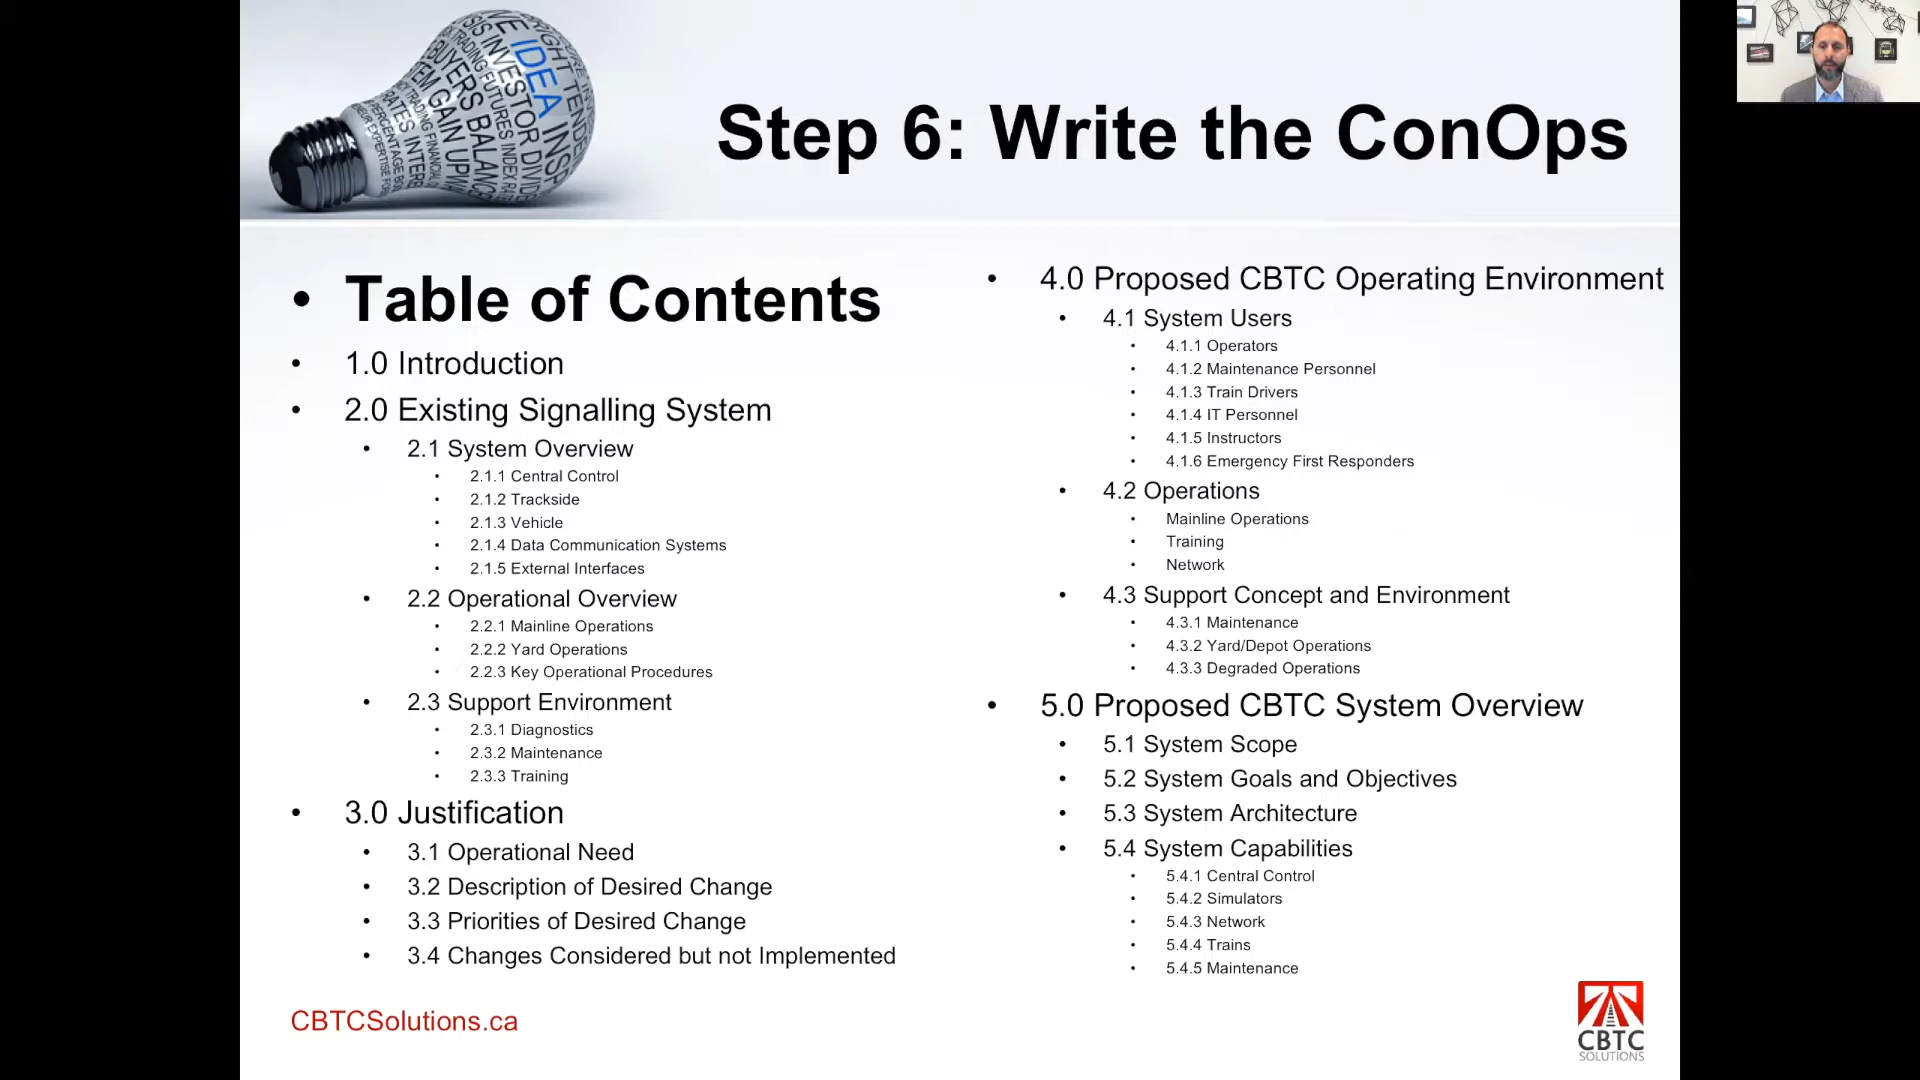 IDEA
Step 6: Write the ConOps
• Table of Contents
• 1.0 Introduction
• 2.0 Existing Signalling System
• 2.1 System Overview
• 2.1.1 Central Control
• 2.1.2 Trackside
• 2.1.3 Vehicle
• 2.1.4 Data Communication Systems
• 2.1.5 External Interfaces
• 2.2 Operational Overview
• 2.2.1 Mainline Operations
• 2.2.2 Yard Operations
• 2.2.3 Key Operational Procedures
• 2.3 Support Environment
• 2.3.1 Diagnostics
• 2.3.2 Maintenance
• 2.3.3 Training
• 3.0 Justification
• 3.1 Operational Need
• 3.2 Description of Desired Change
• 3.3 Priorities of Desired Change
• 3.4 Changes Considered but not Implemented
• 4.0 Proposed CBTC Operating Environment
• 4.1 System Users
• 4.1.1 Operators
• 4.1.2 Maintenance Personnel
• 4.1.3 Train Drivers
• 4.1.4 IT Personnel
• 4.1.5 Instructors
• 4.1.6 Emergency First Responders
• 4.2 Operations
• Mainline Operations
• Training
• Network
• 4.3 Support Concept and Environment
• 4.3.1 Maintenance
• 4.3.2 Yard/Depot Operations
• 4.3.3 Degraded Operations
• 5.0 Proposed CBTC System Overview
• 5.1 System Scope
• 5.2 System Goals and Objectives
• 5.3 System Architecture
• 5.4 System Capabilities
• 5.4.1 Central Control
• 5.4.2 Simulators
• 5.4.3 Network
• 5.4.4 Trains
• 5.4.5 Maintenance
CBTCSolutions.ca
CBTC
SOLUTIONS